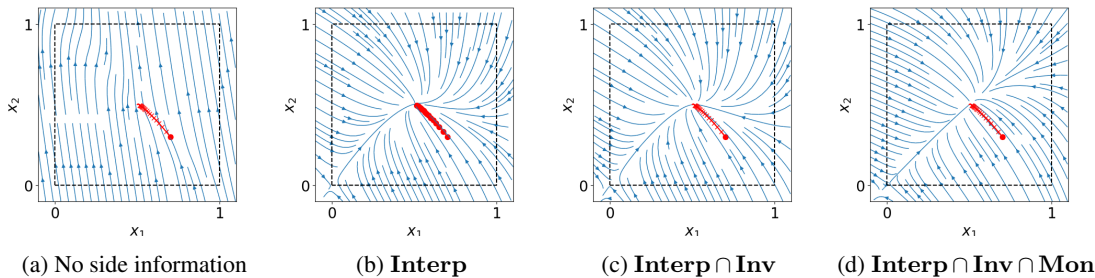 1
x₂
0
0
1
x₁
(a) No side information
1
x₂
0
0
1
x₁
(b) Interp
1
x₂
0
0
1
x₁
(c) Interp ∩ Inv
1
x₂
0
0
1
x₁
(d) Interp ∩ Inv ∩ Mon